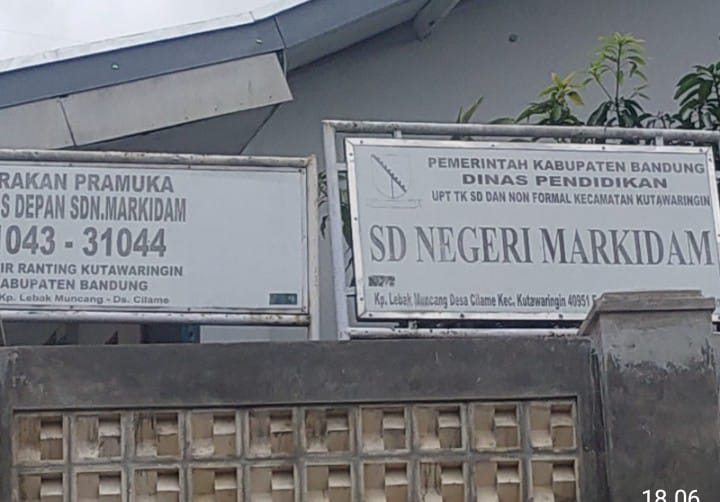 RAKAN PRAMUKA
S DEPAN SDN.MARKIDAM
1043 - 31044
IR RANTING KUTAWARINGIN
KABUPATEN BANDUNG
Kp. Lebak Muncang - Ds. Cilame
PEMERINTAH KABUPATEN BANDUNG
DINAS PENDIDIKAN
UPT TK SD DAN NON FORMAL KECAMATAN KUTAWARINGIN
SD NEGERI MARKIDAM
Kp. Lebak Muncang Desa Cilame Kec. Kutawaringin 40951
18.06